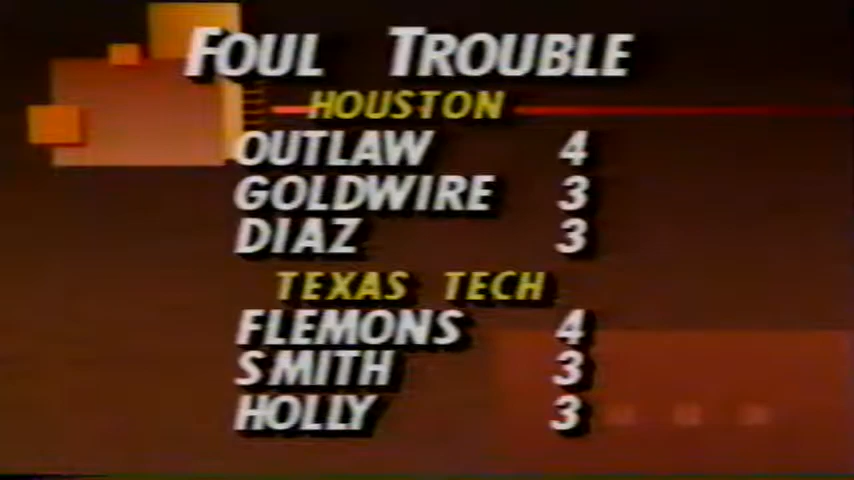 FOUL TROUBLE
HOUSTON
OUTLAW 4
GOLDWIRE 3
DIAZ 3
TEXAS TECH
FLEMONS 4
SMITH 3
HOLLY 3